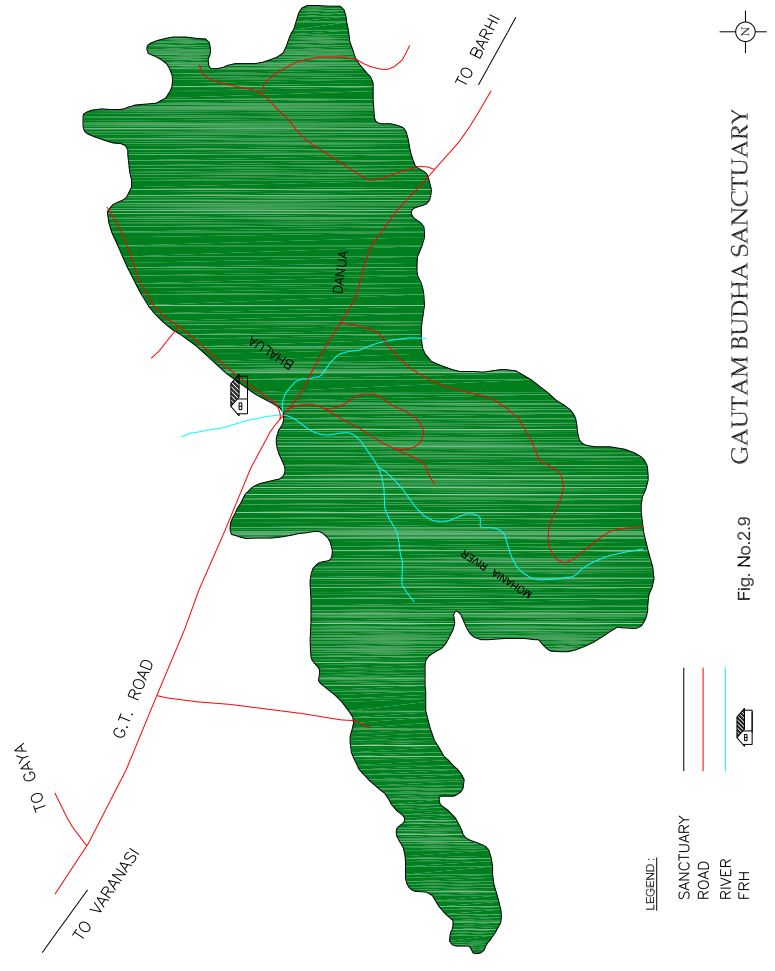 TO VARANASI
TO GAYA
G.T. ROAD
BHALUA
DANUA
TO BARHI
MOHANIA RIVER
LEGEND :
SANCTUARY
ROAD
RIVER
FRH
Fig. No.2.9
GAUTAM BUDHA SANCTUARY
N